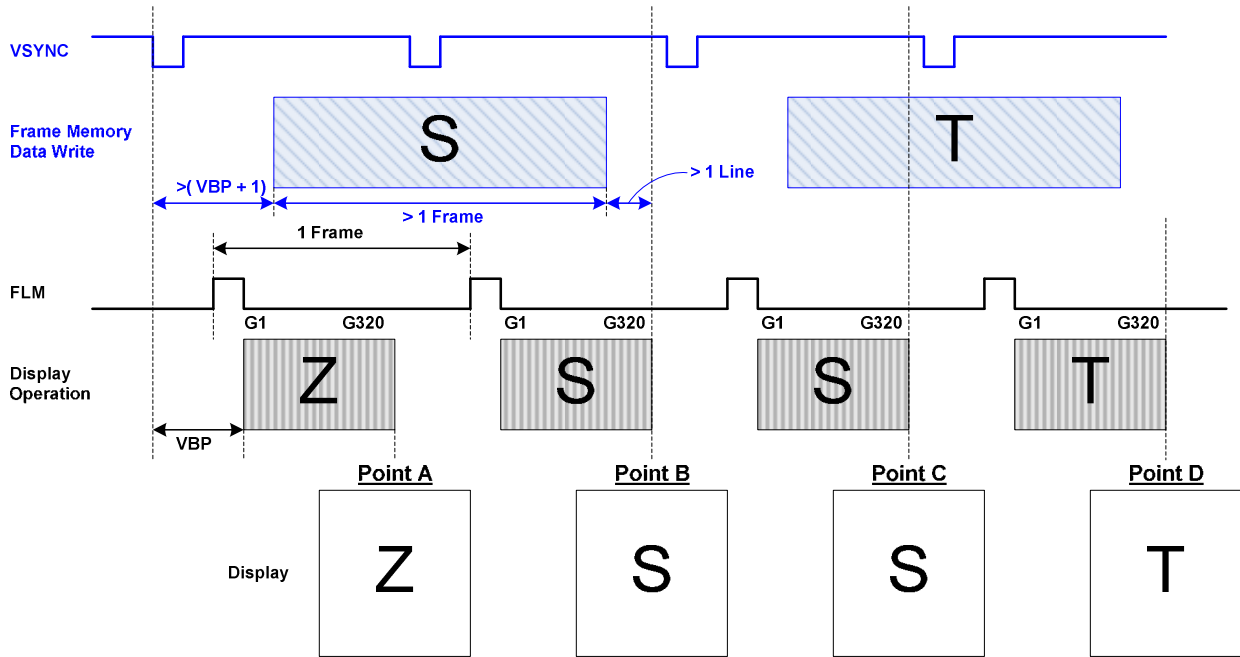 VSYNC
Frame Memory
Data Write
S
T
>( VBP + 1)
> 1 Frame
> 1 Line
1 Frame
FLM
G1
G320
G1
G320
G1
G320
G1
G320
Display
Operation
Z
S
S
T
VBP
Point A
Point B
Point C
Point D
Display
Z
S
S
T